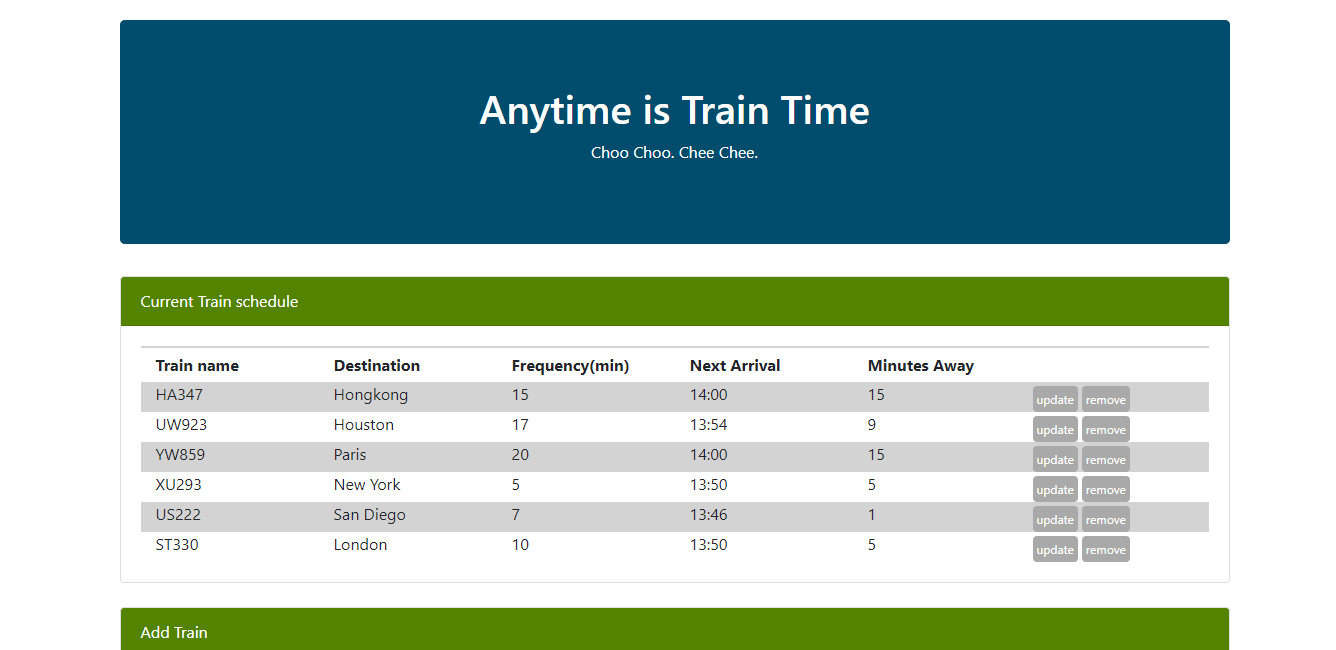 Anytime is Train Time
Choo Choo. Chee Chee.
Current Train schedule
Train name Destination Frequency(min) Next Arrival Minutes Away
HA347 Hongkong 15 14:00 15 update remove
UW923 Houston 17 13:54 9 update remove
YW859 Paris 20 14:00 15 update remove
XU293 New York 5 13:50 5 update remove
US222 San Diego 7 13:46 1 update remove
ST330 London 10 13:50 5 update remove
Add Train